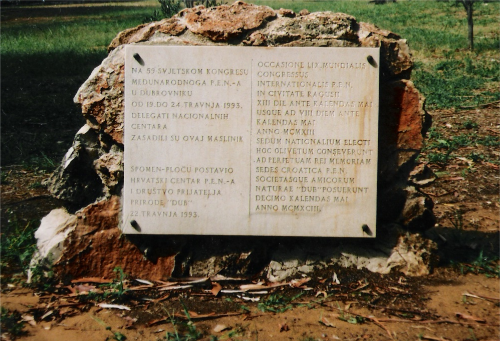 NA 59 SVJETSKOM KONGRESU
MEĐUNARODNOGA P.E.N.-A
U DUBROVNIKU
OD 19. DO 24. TRAVNJA 1993.
DELEGATI NACIONALNIH
CENTARA
ZASADILI SU OVAJ MASLINIK
SPOMEN-PLOČU POSTAVIO
HRVATSKI CENTAR P.E.N.-A
I DRUŠTVO PRIJATELJA
PRIRODE "DUB"
22. TRAVNJA 1993.
OCCASIONE LIX MUNDIALIS
CONGRESSUS
INTERNATIONALIS P.E.N.
IN CIVITATE RAGUSII
XIII DIE ANTE KALENDAS MAI
USQUE AD VIII DIEM ANTE
KALENDAS MAI
ANNO MCMXCIII
SEDUM NATIONALIUM ELECTI
HOC OLIVETUM CONSEVERUNT
AD PERPETUAM REI MEMORIAM
SEDES CROATICA P.E.N.
SOCIETASQUE AMICORUM
NATURAE "DUB" POSUERUNT
DECIMO KALENDAS MAI
ANNO MCMXCIII.